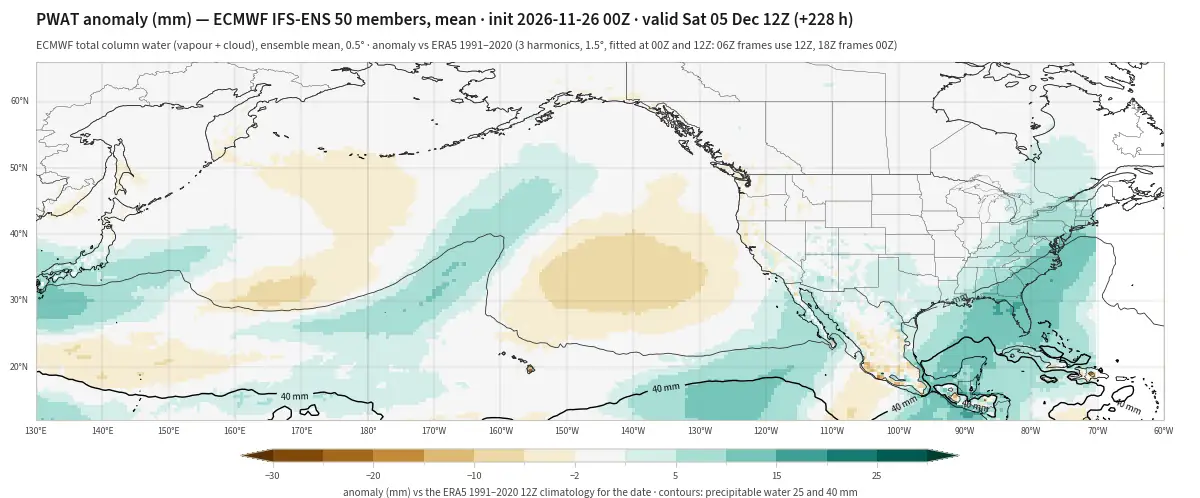 PWAT anomaly (mm) — ECMWF IFS-ENS 50 members, mean · init 2026-11-26 00Z · valid Sat 05 Dec 12Z (+228 h)
ECMWF total column water (vapour + cloud), ensemble mean, 0.5° · anomaly vs ERA5 1991–2020 (3 harmonics, 1.5°, fitted at 00Z and 12Z: 06Z frames use 12Z, 18Z frames 00Z)
60°N
50°N
40°N
30°N
20°N
40 mm
40 mm
40 mm
40 mm
40 mm
130°E 140°E 150°E 160°E 170°E 180° 170°W 160°W 150°W 140°W 130°W 120°W 110°W 100°W 90°W 80°W 70°W 60°W
−30 −20 −10 −2 5 15 25
anomaly (mm) vs the ERA5 1991–2020 12Z climatology for the date · contours: precipitable water 25 and 40 mm